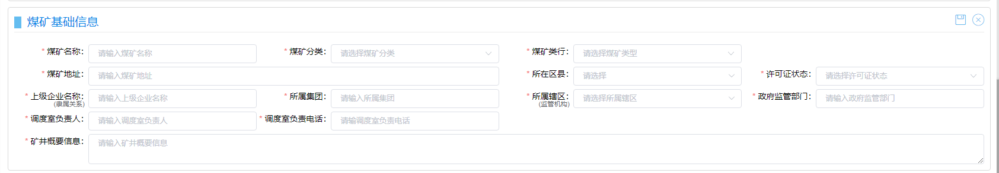 煤矿基础信息
* 煤矿名称: 请输入煤矿名称 * 煤矿分类: 请选择煤矿分类 * 煤矿类行: 请选择煤矿类型
* 煤矿地址: 请输入煤矿地址 * 所在区县: 请选择 * 许可证状态: 请选择许可证状态
* 上级企业名称: 请输入上级企业名称 * 所属集团: 请输入所属集团 * 所属辖区: 请选择所属辖区 * 政府监管部门: 请输入政府监管部门
(隶属关系) (监管机构)
* 调度室负责人: 请输入调度室负责人 * 调度室负责电话: 请输调度室负责电话
* 矿井概要信息: 请输入矿井概要信息